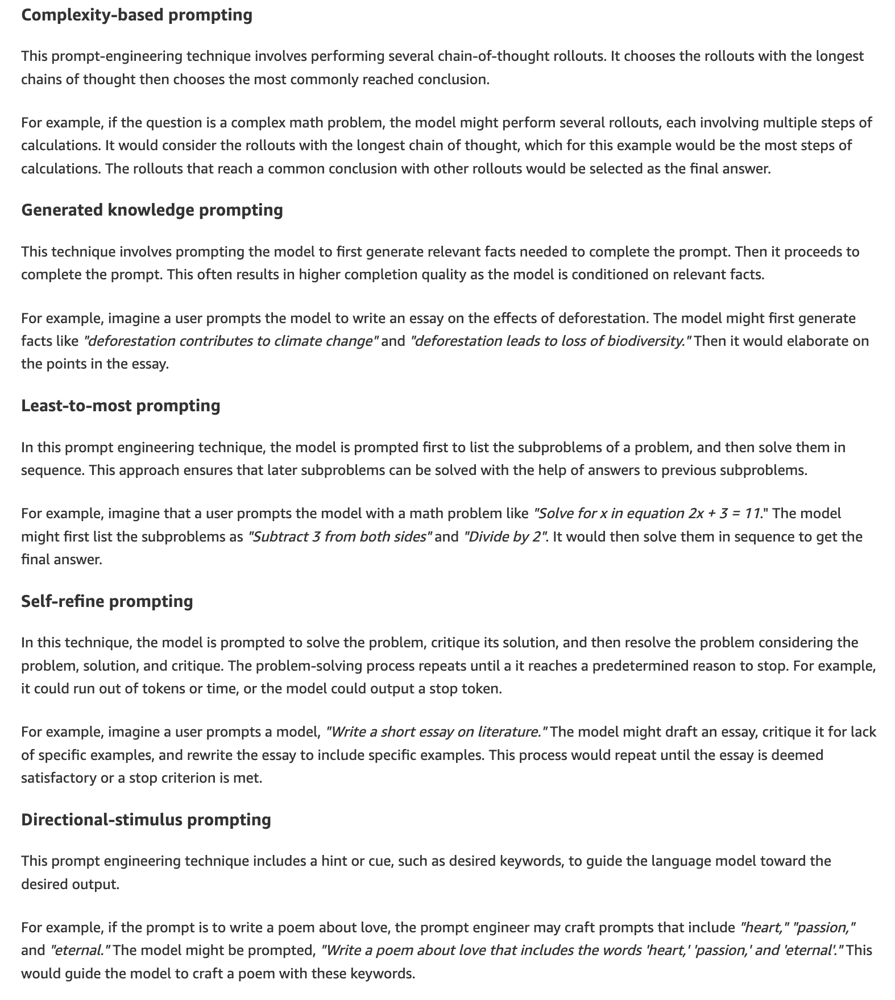 Complexity-based prompting
This prompt-engineering technique involves performing several chain-of-thought rollouts. It chooses the rollouts with the longest
chains of thought then chooses the most commonly reached conclusion.
For example, if the question is a complex math problem, the model might perform several rollouts, each involving multiple steps of
calculations. It would consider the rollouts with the longest chain of thought, which for this example would be the most steps of
calculations. The rollouts that reach a common conclusion with other rollouts would be selected as the final answer.
Generated knowledge prompting
This technique involves prompting the model to first generate relevant facts needed to complete the prompt. Then it proceeds to
complete the prompt. This often results in higher completion quality as the model is conditioned on relevant facts.
For example, imagine a user prompts the model to write an essay on the effects of deforestation. The model might first generate
facts like "deforestation contributes to climate change" and "deforestation leads to loss of biodiversity." Then it would elaborate on
the points in the essay.
Least-to-most prompting
In this prompt engineering technique, the model is prompted first to list the subproblems of a problem, and then solve them in
sequence. This approach ensures that later subproblems can be solved with the help of answers to previous subproblems.
For example, imagine that a user prompts the model with a math problem like "Solve for x in equation 2x + 3 = 11." The model
might first list the subproblems as "Subtract 3 from both sides" and "Divide by 2". It would then solve them in sequence to get the
final answer.
Self-refine prompting
In this technique, the model is prompted to solve the problem, critique its solution, and then resolve the problem considering the
problem, solution, and critique. The problem-solving process repeats until a it reaches a predetermined reason to stop. For example,
it could run out of tokens or time, or the model could output a stop token.
For example, imagine a user prompts a model, "Write a short essay on literature." The model might draft an essay, critique it for lack
of specific examples, and rewrite the essay to include specific examples. This process would repeat until the essay is deemed
satisfactory or a stop criterion is met.
Directional-stimulus prompting
This prompt engineering technique includes a hint or cue, such as desired keywords, to guide the language model toward the
desired output.
For example, if the prompt is to write a poem about love, the prompt engineer may craft prompts that include "heart," "passion,"
and "eternal." The model might be prompted, "Write a poem about love that includes the words 'heart,' 'passion,' and 'eternal'." This
would guide the model to craft a poem with these keywords.